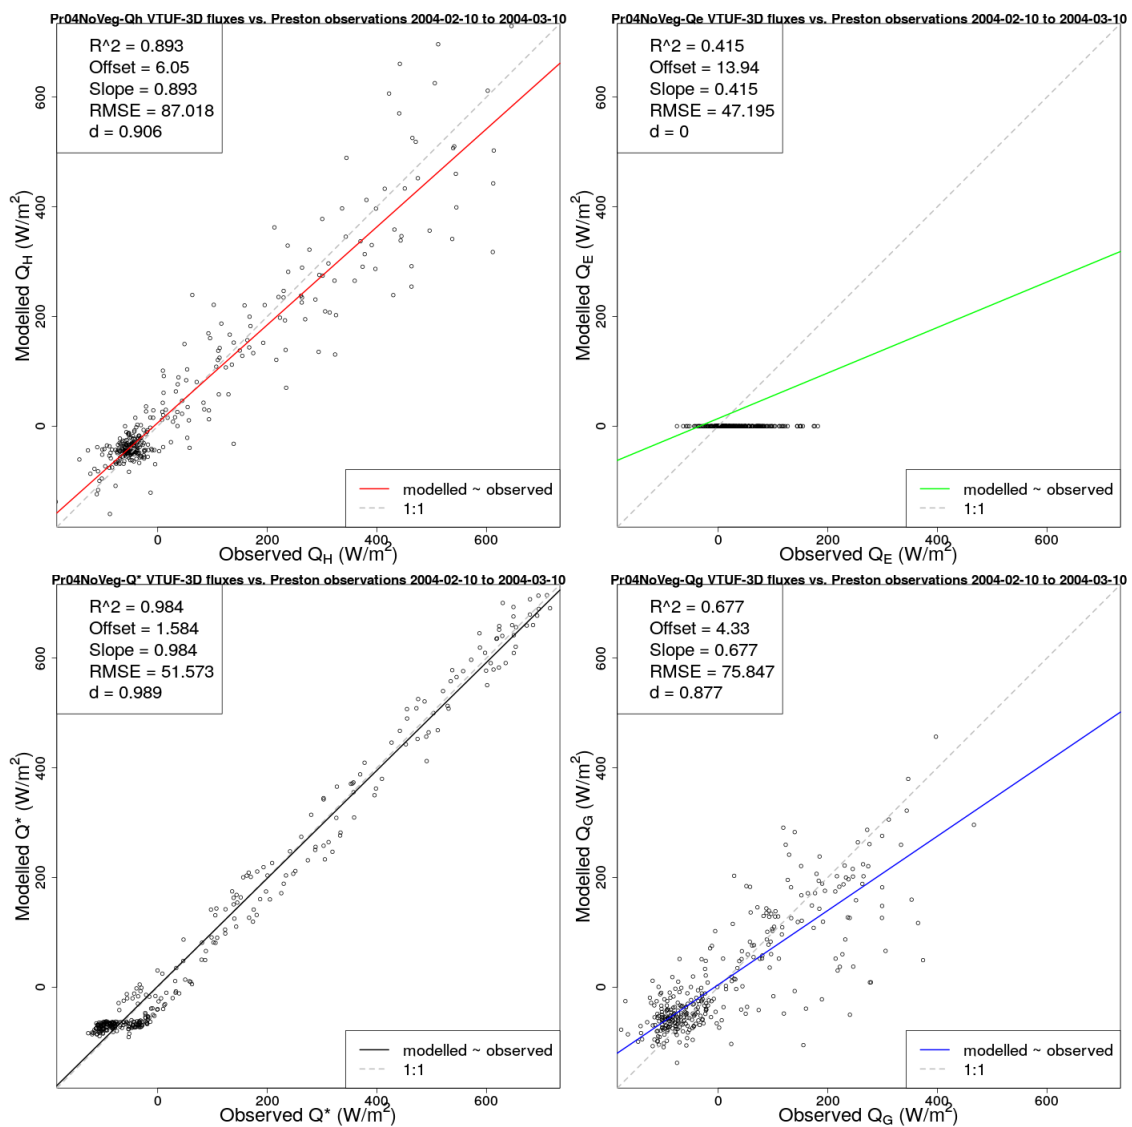 Pr04NoVeg-Qh VTUF-3D fluxes vs. Preston observations 2004-02-10 to 2004-03-10
R^2 = 0.893
Offset = 6.05
Slope = 0.893
RMSE = 87.018
d = 0.906
600
400
200
0
Modelled Q_H (W/m²)
modelled ~ observed
1:1
0 200 400 600
Observed Q_H (W/m²)
Pr04NoVeg-Qe VTUF-3D fluxes vs. Preston observations 2004-02-10 to 2004-03-10
R^2 = 0.415
Offset = 13.94
Slope = 0.415
RMSE = 47.195
d = 0
600
400
200
0
Modelled Q_E (W/m²)
modelled ~ observed
1:1
0 200 400 600
Observed Q_E (W/m²)
Pr04NoVeg-Q* VTUF-3D fluxes vs. Preston observations 2004-02-10 to 2004-03-10
R^2 = 0.984
Offset = 1.584
Slope = 0.984
RMSE = 51.573
d = 0.989
600
400
200
0
Modelled Q* (W/m²)
modelled ~ observed
1:1
0 200 400 600
Observed Q* (W/m²)
Pr04NoVeg-Qg VTUF-3D fluxes vs. Preston observations 2004-02-10 to 2004-03-10
R^2 = 0.677
Offset = 4.33
Slope = 0.677
RMSE = 75.847
d = 0.877
600
400
200
0
Modelled Q_G (W/m²)
modelled ~ observed
1:1
0 200 400 600
Observed Q_G (W/m²)